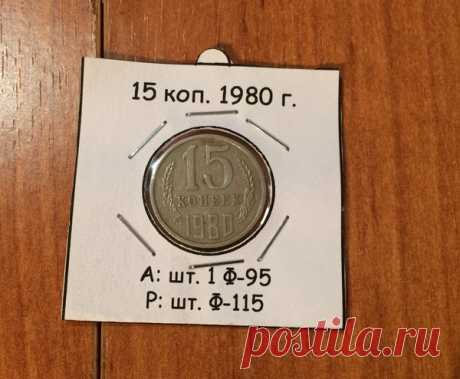 15 коп. 1980 г.
15
КОПЕЕК
1980
А: шт. 1 Ф-95
Р: шт. Ф-115
postila.ru